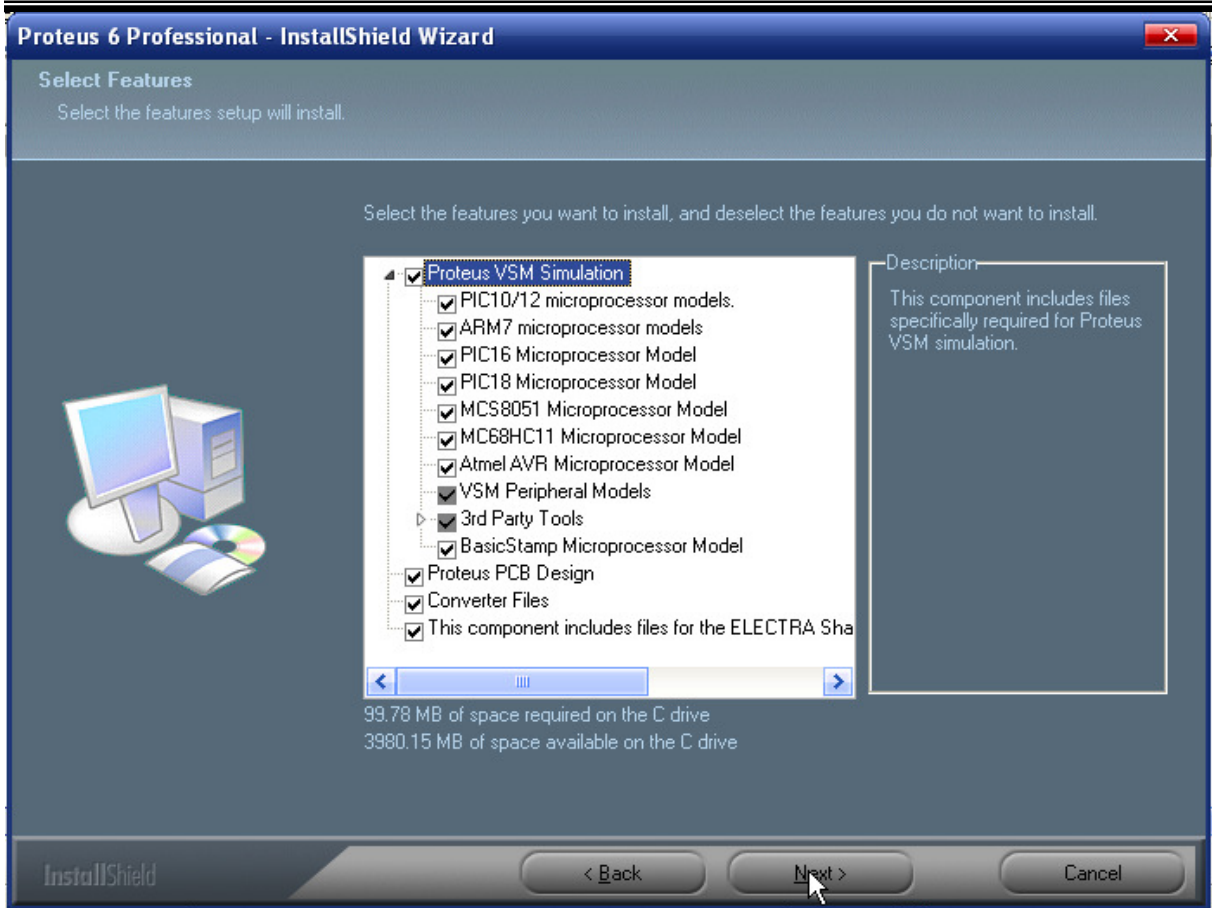 Proteus 6 Professional - InstallShield Wizard
Select Features
Select the features setup will install.
Select the features you want to install, and deselect the features you do not want to install.
Proteus VSM Simulation
PIC10/12 microprocessor models.
ARM7 microprocessor models
PIC16 Microprocessor Model
PIC18 Microprocessor Model
MCS8051 Microprocessor Model
MC68HC11 Microprocessor Model
Atmel AVR Microprocessor Model
VSM Peripheral Models
3rd Party Tools
BasicStamp Microprocessor Model
Proteus PCB Design
Converter Files
This component includes files for the ELECTRA Sha
Description
This component includes files
specifically required for Proteus
VSM simulation.
99.78 MB of space required on the C drive
3980.15 MB of space available on the C drive
InstallShield
< Back
Next >
Cancel